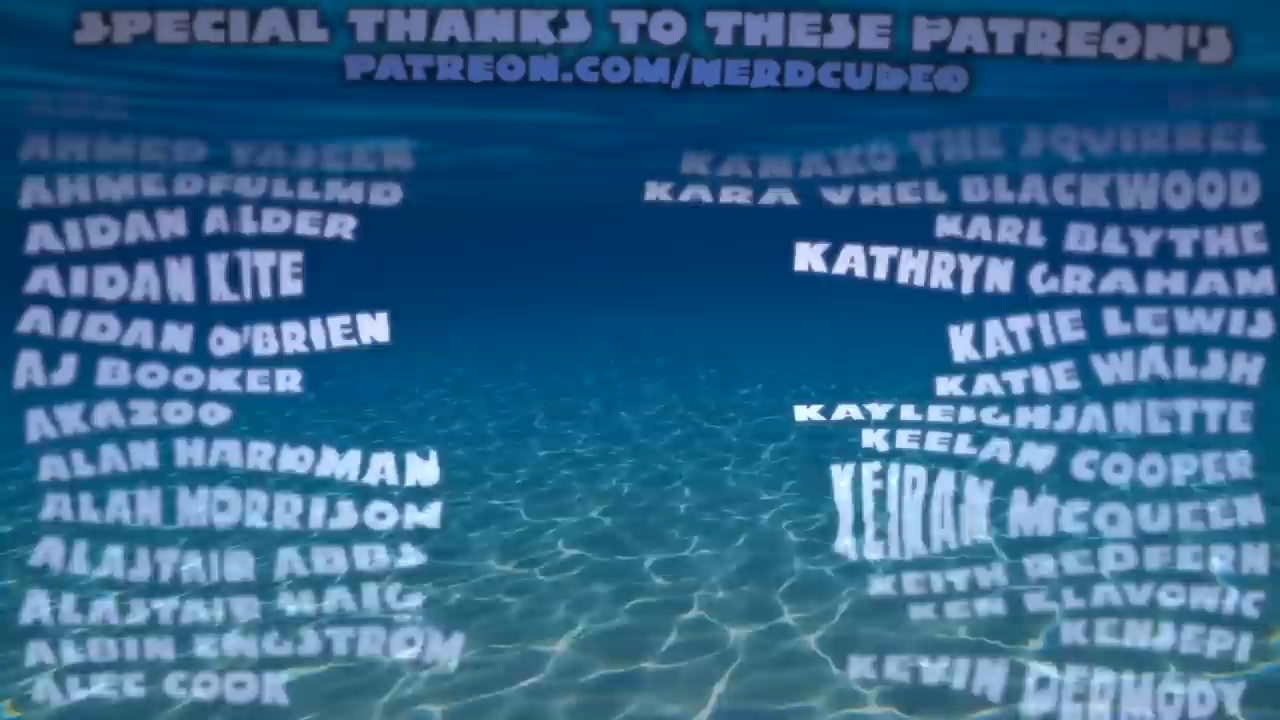 SPECIAL THANKS TO THESE PATREON'S
PATREON.COM/NERDCUBED
AHMED YASEEN
AHMEDFULLMD
AIDAN ALDER
AIDAN KITE
AIDAN O'BRIEN
AJ BOOKER
AKAZOO
ALAN HARDMAN
ALAN MORRISON
ALASTAIR ABBS
ALASTAIR HAIG
ALBIN ENGSTRÖM
ALEC COOK
KANAKO THE SQUIRREL
KARA VHEL BLACKWOOD
KARL BLYTHE
KATHRYN GRAHAM
KATIE LEWIS
KATIE WALSH
KAYLEIGHJANETTE
KEELAN COOPER
KEIRAN MCQUEEN
KEITH REDFERN
KEN KLAVONIC
KENJEPI
KEVIN DERMODY